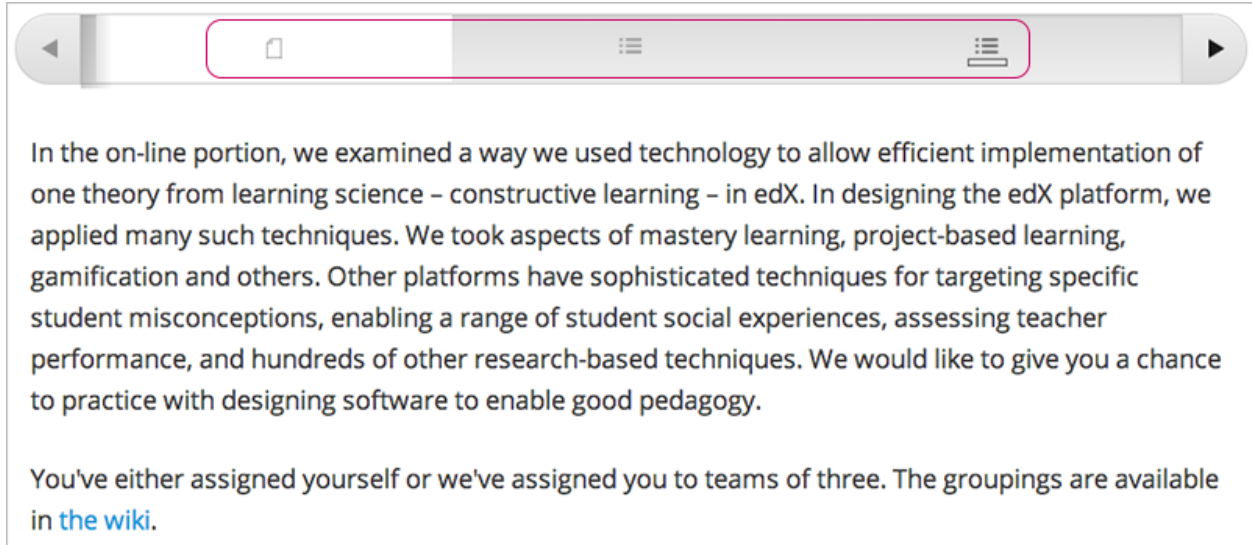 In the on-line portion, we examined a way we used technology to allow efficient implementation of
one theory from learning science – constructive learning – in edX. In designing the edX platform, we
applied many such techniques. We took aspects of mastery learning, project-based learning,
gamification and others. Other platforms have sophisticated techniques for targeting specific
student misconceptions, enabling a range of student social experiences, assessing teacher
performance, and hundreds of other research-based techniques. We would like to give you a chance
to practice with designing software to enable good pedagogy.
You've either assigned yourself or we've assigned you to teams of three. The groupings are available
in the wiki.